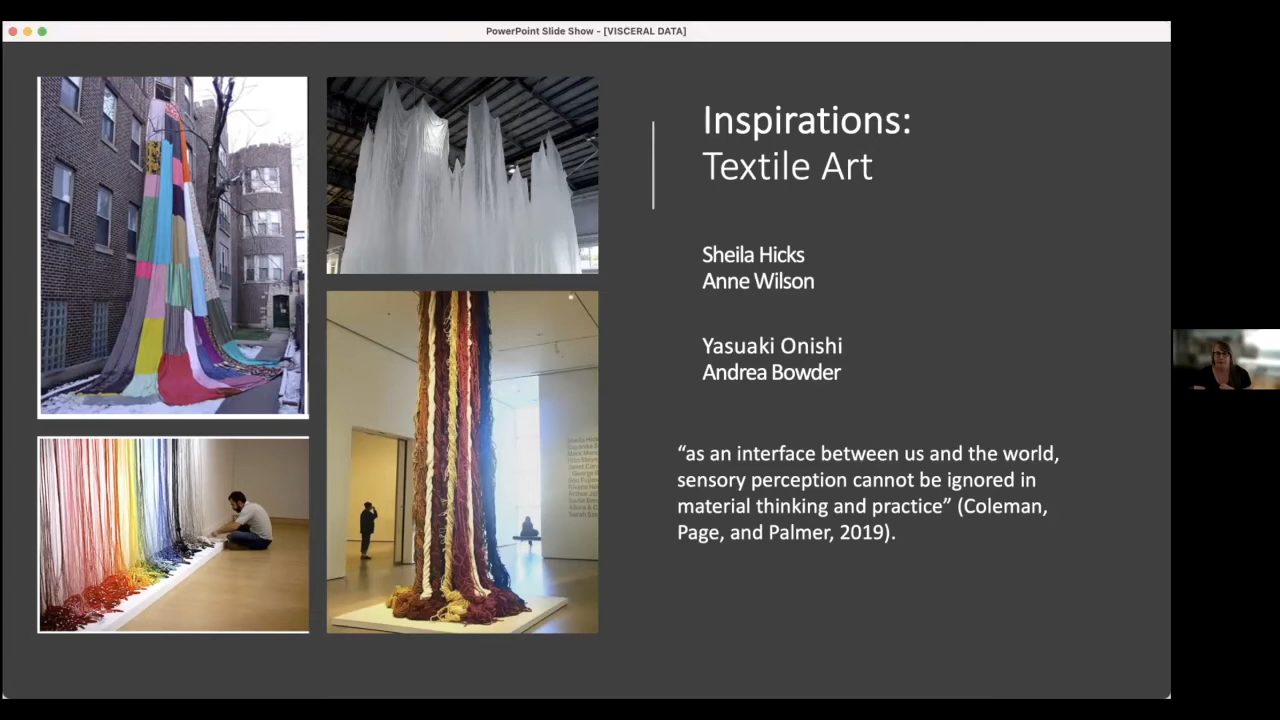 PowerPoint Slide Show - [VISCERAL DATA]
Inspirations:
Textile Art
Sheila Hicks
Anne Wilson
Yasuaki Onishi
Andrea Bowder
“as an interface between us and the world,
sensory perception cannot be ignored in
material thinking and practice” (Coleman,
Page, and Palmer, 2019).
Sheila Hick